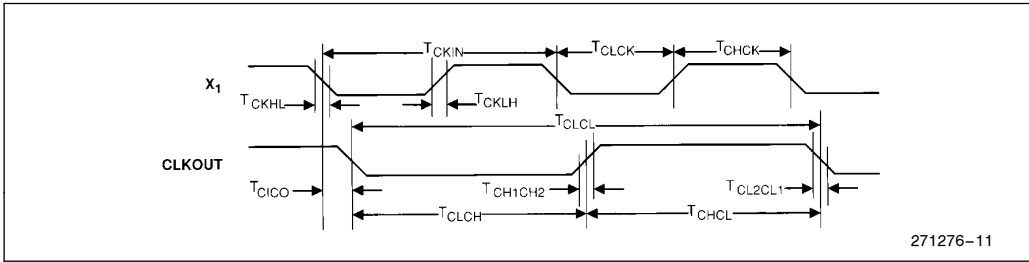 TCKIN TCLCK TCHCK
X1
TCKHL TCKLH
TCLCL
CLKOUT
TCICO TCH1CH2 TCL2CL1
TCLCH TCHCL
271276–11